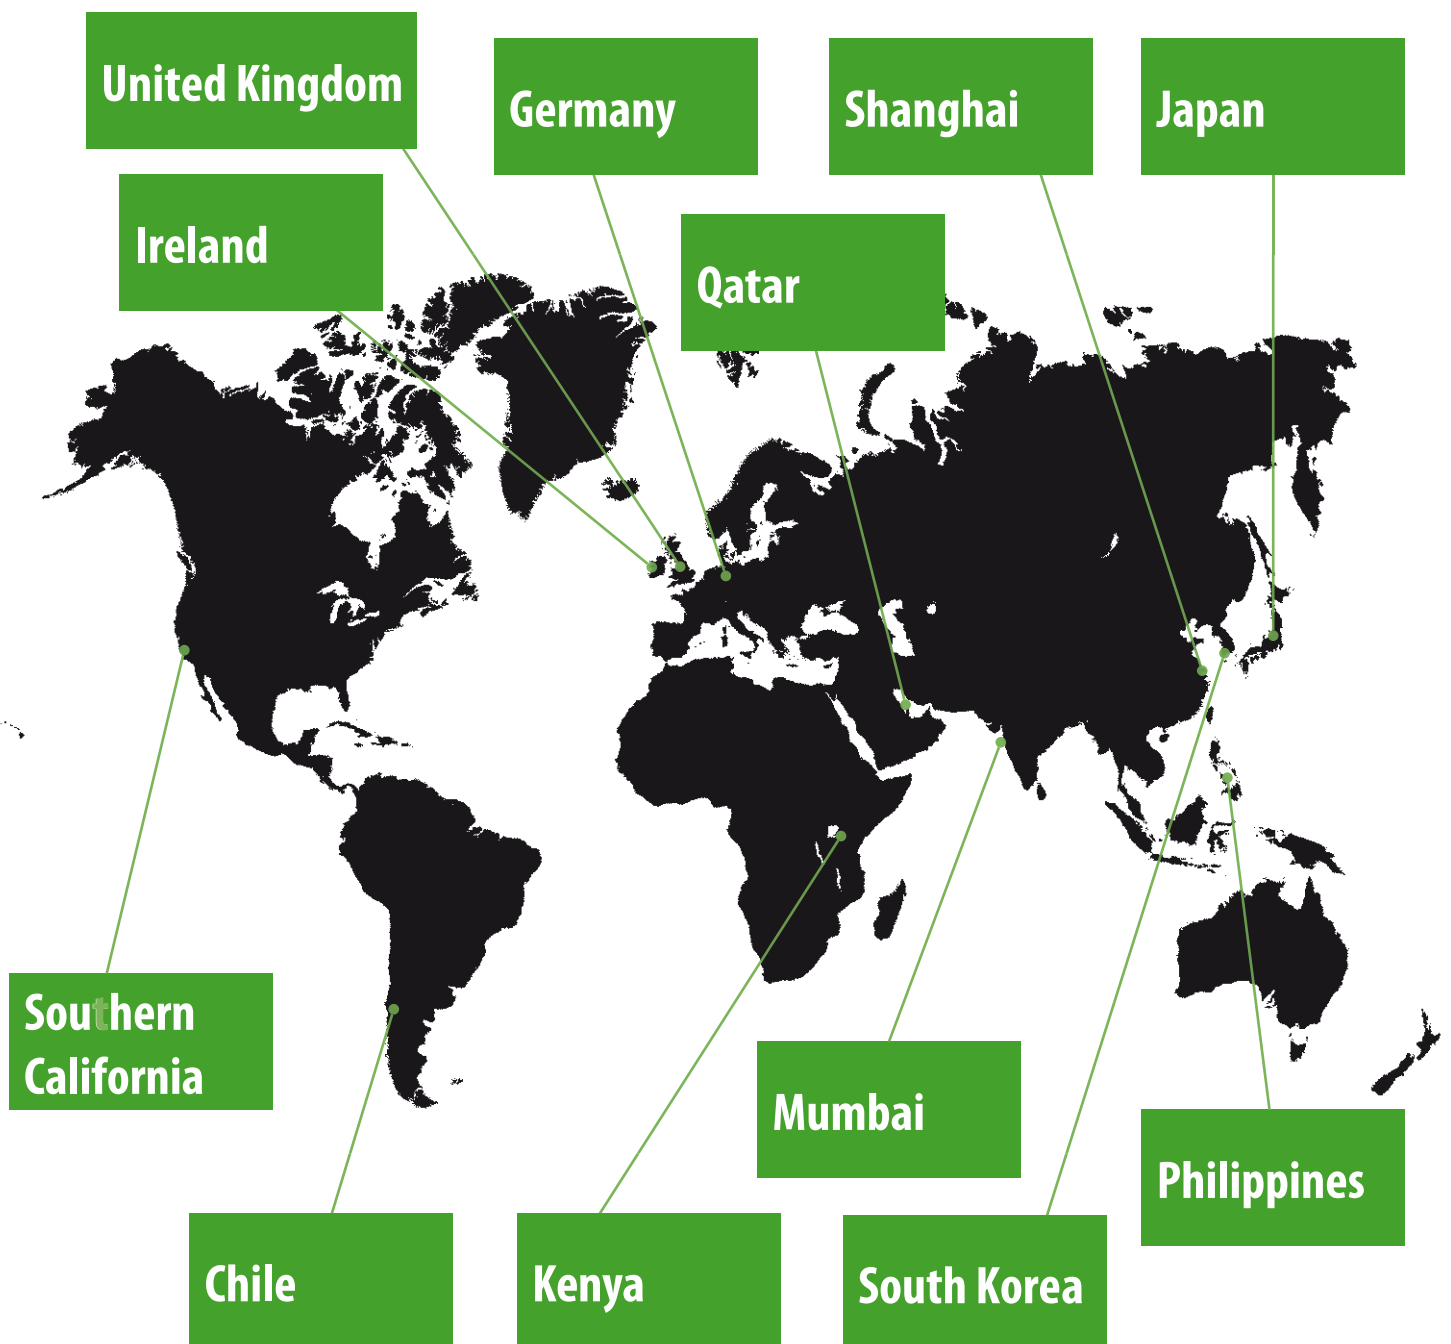 United Kingdom
Germany
Shanghai
Japan
Ireland
Qatar
Southern
California
Mumbai
Philippines
Chile
Kenya
South Korea